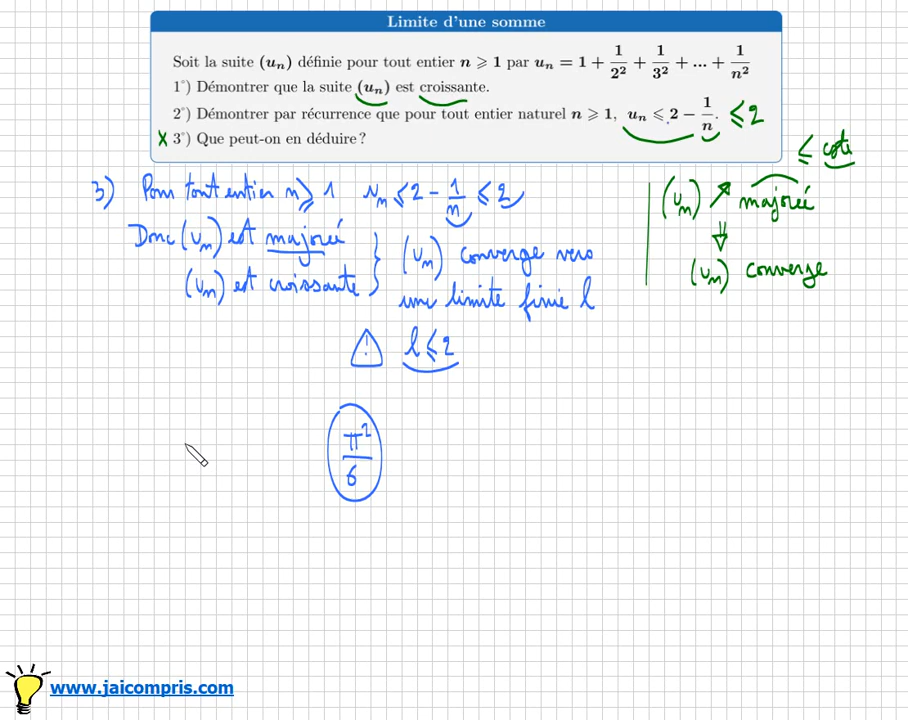 Limite d'une somme
Soit la suite (uₙ) définie pour tout entier n ⩾ 1 par uₙ = 1 + 1/2² + 1/3² + ... + 1/n²
1°) Démontrer que la suite (uₙ) est croissante.
2°) Démontrer par récurrence que pour tout entier naturel n ⩾ 1, uₙ ⩽ 2 − 1/n. ⩽ 2
X 3°) Que peut-on en déduire ?
≤ cste
3) Pour tout entier n ⩾ 1 uₙ ⩽ 2 − 1/n ⩽ 2
(uₙ) ↗ majorée
Donc (uₙ) est majorée
(uₙ) est croissante } (uₙ) converge vers
une limite finie l
⇓
(uₙ) converge
⚠ l ⩽ 2
π²/6
www.jaicompris.com